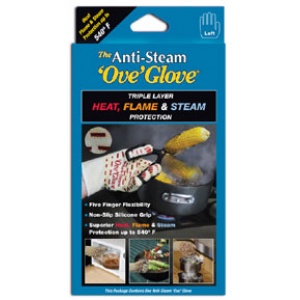 Heat,
Flame & Steam
Protection up to
540° F
Left
The Anti-Steam
'Ove' Glove®
TRIPLE LAYER
HEAT, FLAME & STEAM
PROTECTION
• Five Finger Flexibility
• Non-Slip Silicone Grip™
• Superior Heat, Flame & Steam
Protection up to 540° F
This Package Contains One Anti-Steam 'Ove' Glove